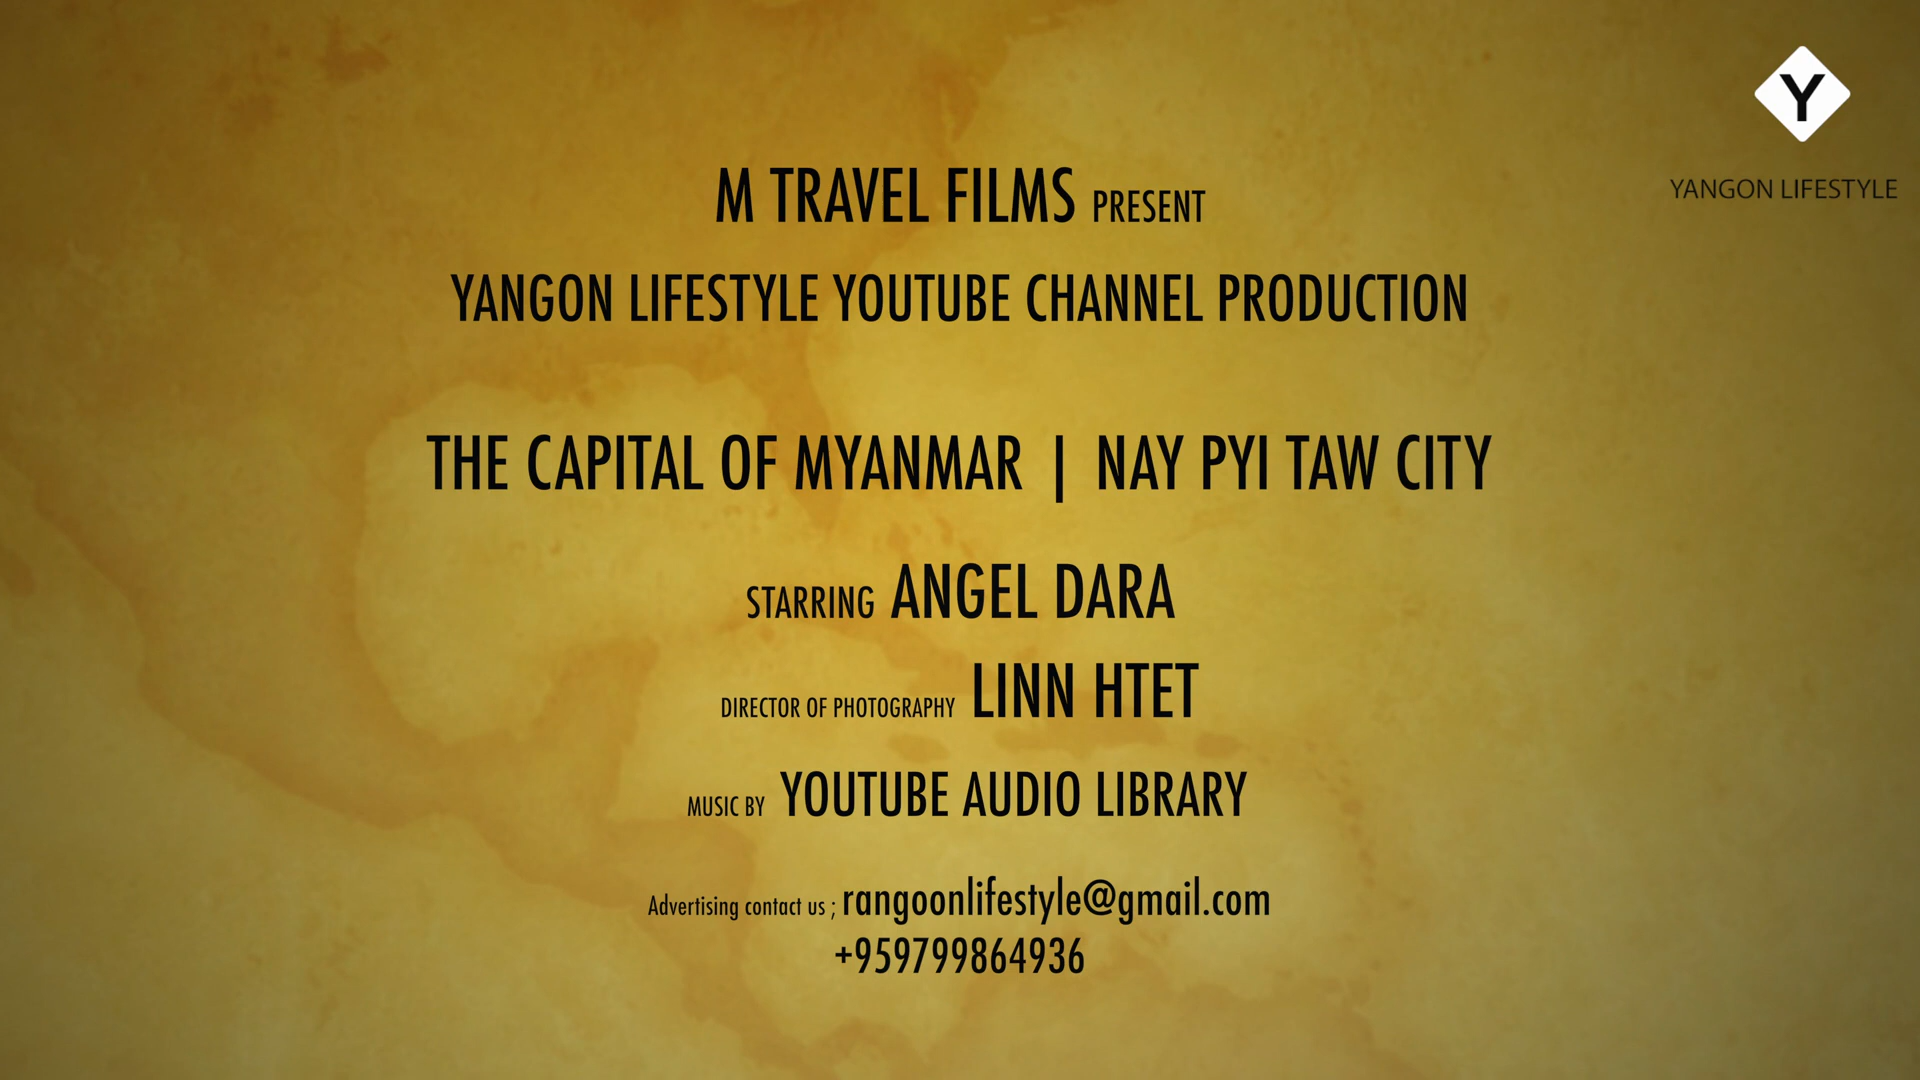 Y
YANGON LIFESTYLE
M TRAVEL FILMS PRESENT
YANGON LIFESTYLE YOUTUBE CHANNEL PRODUCTION
THE CAPITAL OF MYANMAR | NAY PYI TAW CITY
STARRING ANGEL DARA
DIRECTOR OF PHOTOGRAPHY LINN HTET
MUSIC BY YOUTUBE AUDIO LIBRARY
Advertising contact us ; rangoonlifestyle@gmail.com
+959799864936